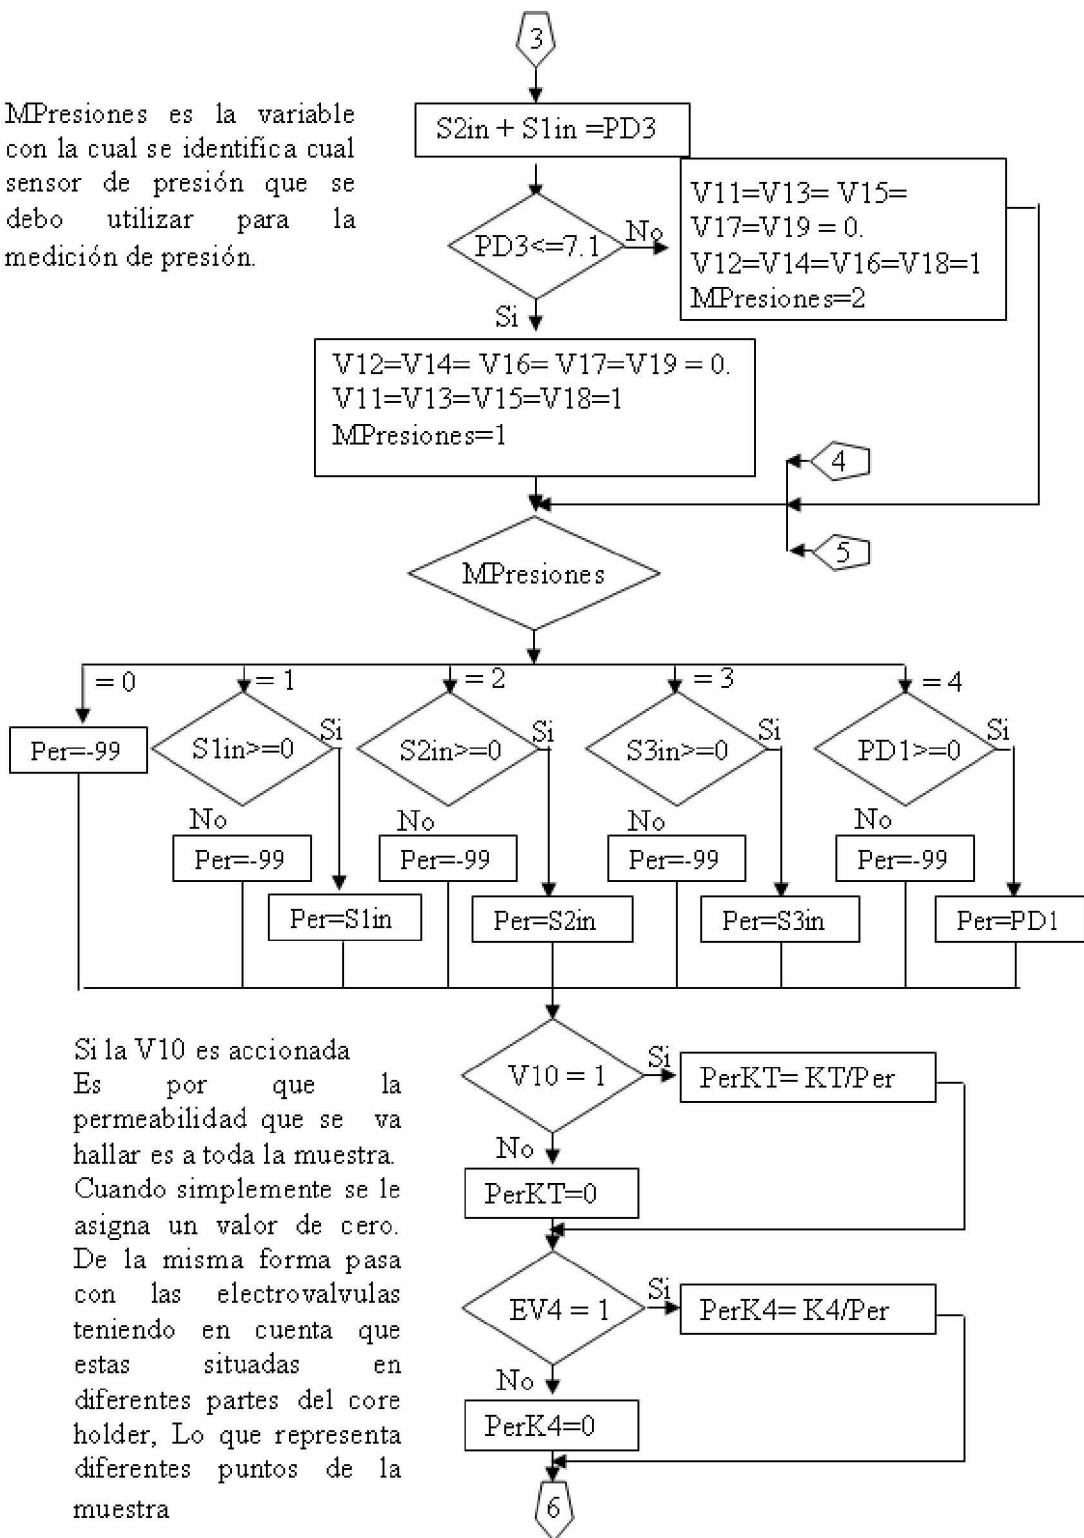 3
MPresiones es la variable
con la cual se identifica cual
sensor de presión que se
debo utilizar para la
medición de presión.
S2in + S1in =PD3
PD3<=7.1
No
V11=V13= V15=
V17=V19 = 0.
V12=V14=V16=V18=1
MPresiones=2
Si
V12=V14= V16= V17=V19 = 0.
V11=V13=V15=V18=1
MPresiones=1
4
5
MPresiones
= 0
= 1
= 2
= 3
= 4
Per=-99
S1in>=0
Si
S2in>=0
Si
S3in>=0
Si
PD1>=0
Si
No
No
No
No
Per=-99
Per=-99
Per=-99
Per=-99
Per=S1in
Per=S2in
Per=S3in
Per=PD1
Si la V10 es accionada
Es por que la
permeabilidad que se va
hallar es a toda la muestra.
Cuando simplemente se le
asigna un valor de cero.
De la misma forma pasa
con las electrovalvulas
teniendo en cuenta que
estas situadas en
diferentes partes del core
holder, Lo que representa
diferentes puntos de la
muestra
V10 = 1
Si
PerKT= KT/Per
No
PerKT=0
EV4 = 1
Si
PerK4= K4/Per
No
PerK4=0
6